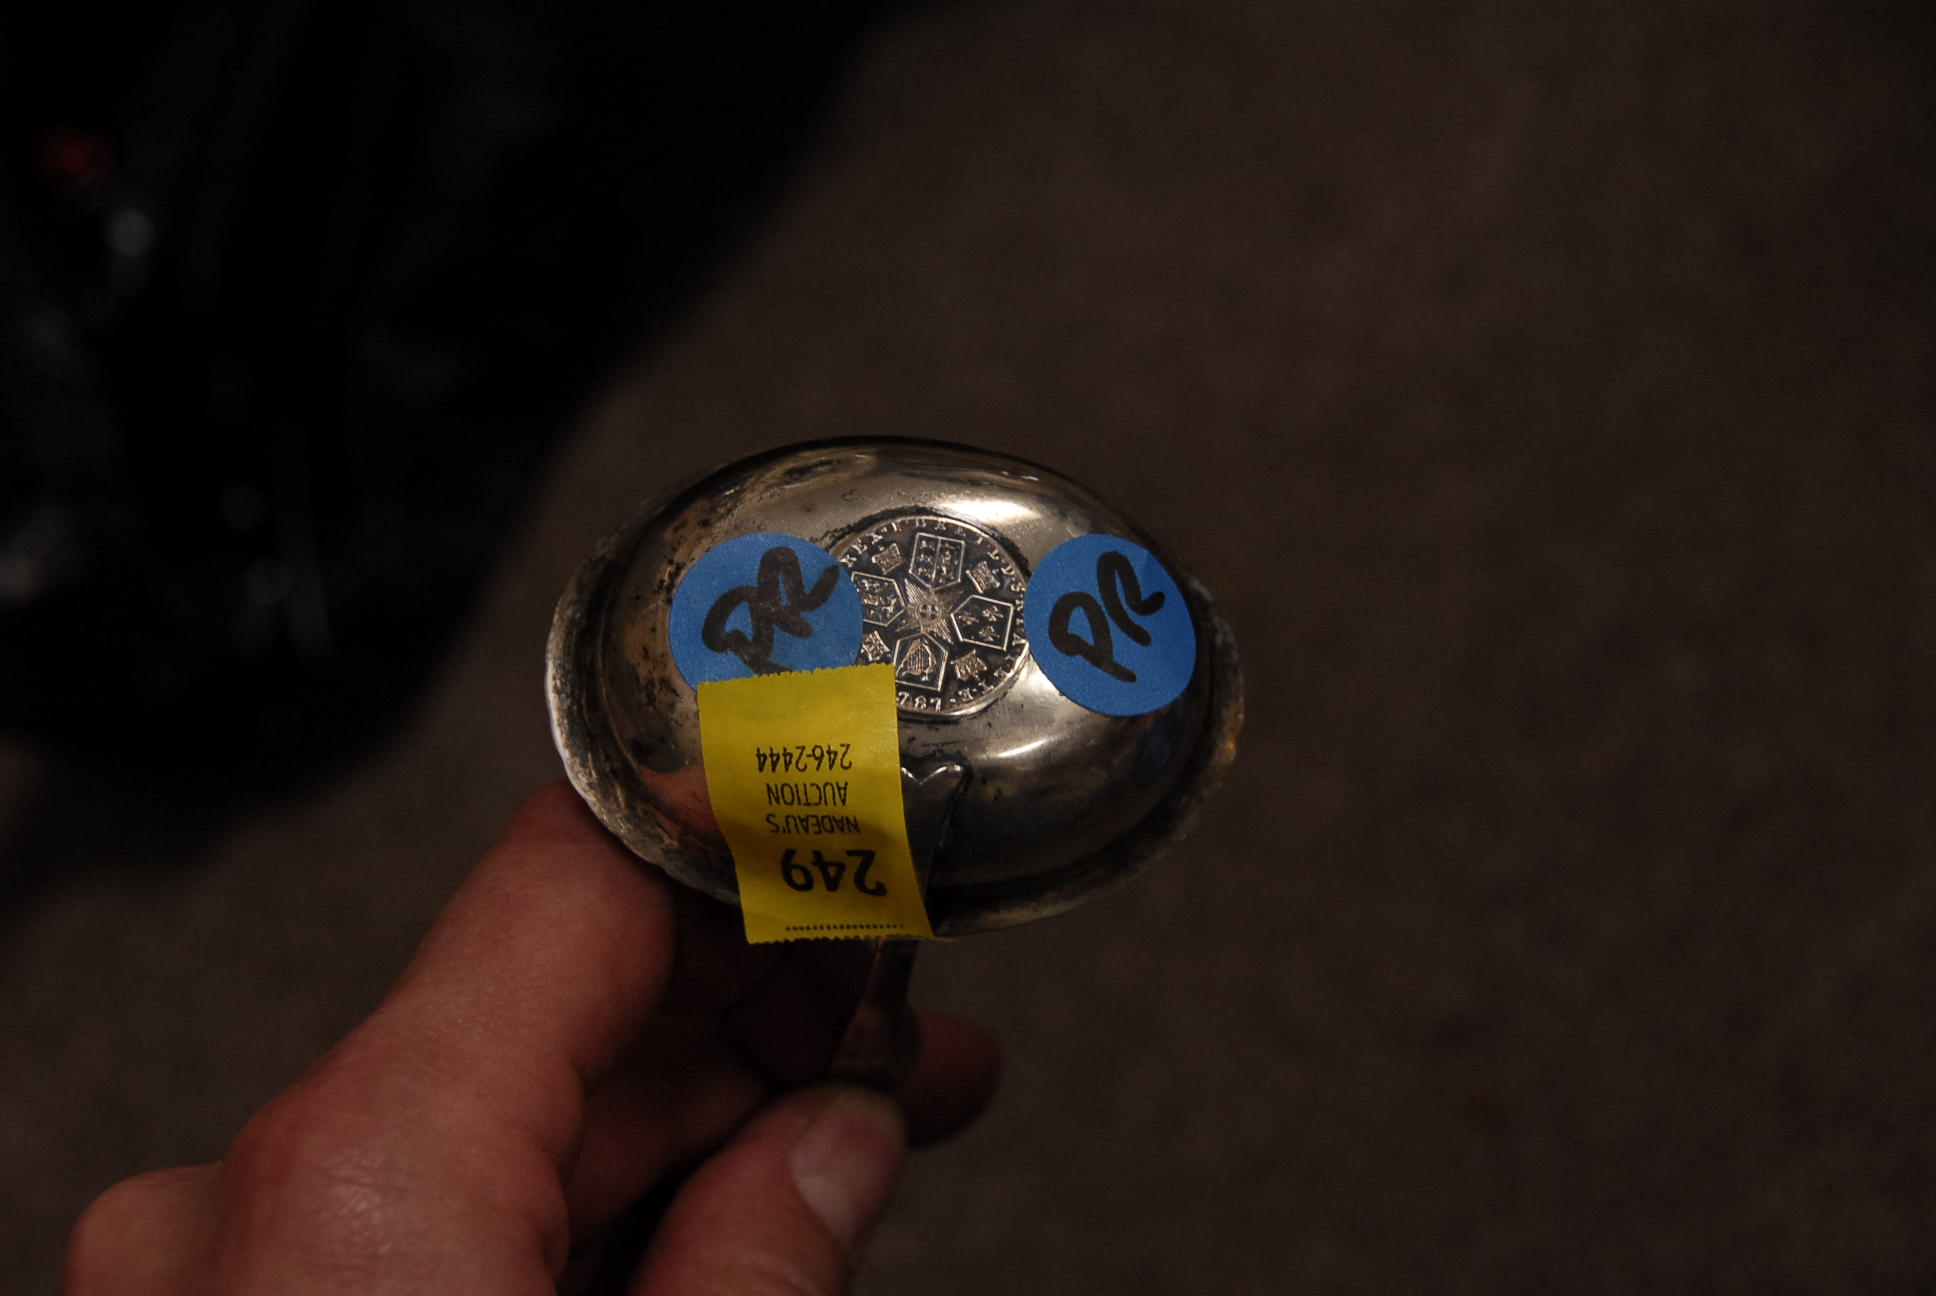 PR
PR
249
NADEAU'S
AUCTION
246-2444